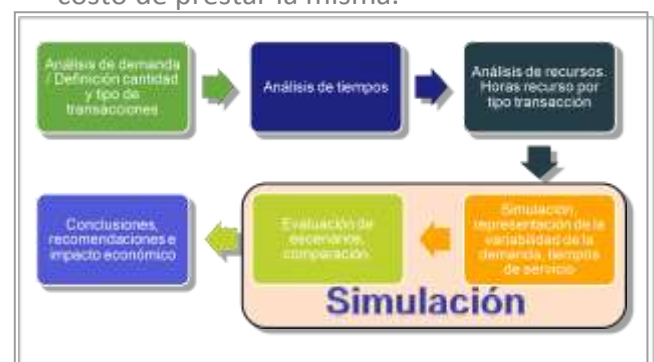 costo de prestar la misma.
Análisis de demanda
/ Definición cantidad
y tipo de
transacciones
Análisis de tiempos
Análisis de recursos.
Horas recurso por
tipo transacción
Conclusiones,
recomendaciones e
impacto económico
Evaluación de
escenarios,
comparación
Simulación,
representación de la
variabilidad de la
demanda, tiempos
de servicio
Simulación